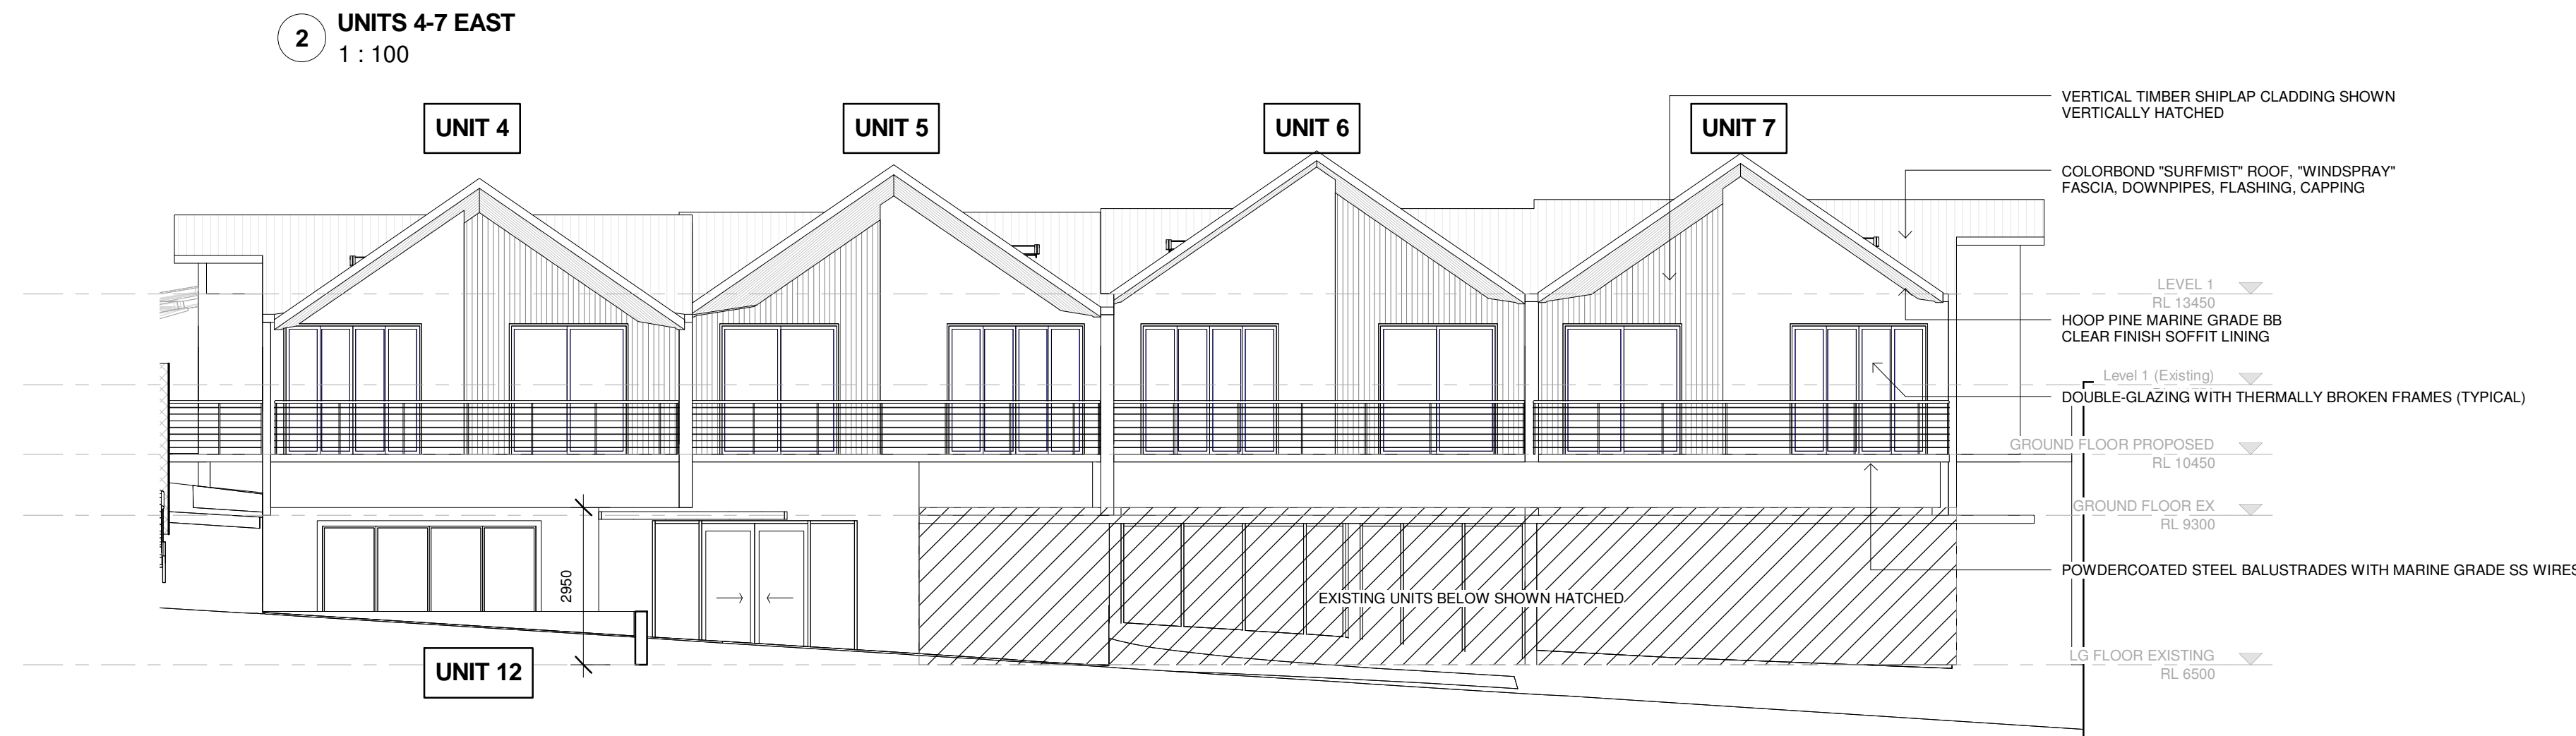 2
UNITS 4-7 EAST
1 : 100
UNIT 4
UNIT 5
UNIT 6
UNIT 7
VERTICAL TIMBER SHIPLAP CLADDING SHOWN
VERTICALLY HATCHED
COLORBOND "SURFMIST" ROOF, "WINDSPRAY"
FASCIA, DOWNPIPES, FLASHING, CAPPING
LEVEL 1
RL 13450
HOOP PINE MARINE GRADE BB
CLEAR FINISH SOFFIT LINING
Level 1 (Existing)
DOUBLE-GLAZING WITH THERMALLY BROKEN FRAMES (TYPICAL)
GROUND FLOOR PROPOSED
RL 10450
GROUND FLOOR EX
RL 9300
POWDERCOATED STEEL BALUSTRADES WITH MARINE GRADE SS WIRES
2950
EXISTING UNITS BELOW SHOWN HATCHED
UNIT 12
LG FLOOR EXISTING
RL 6500